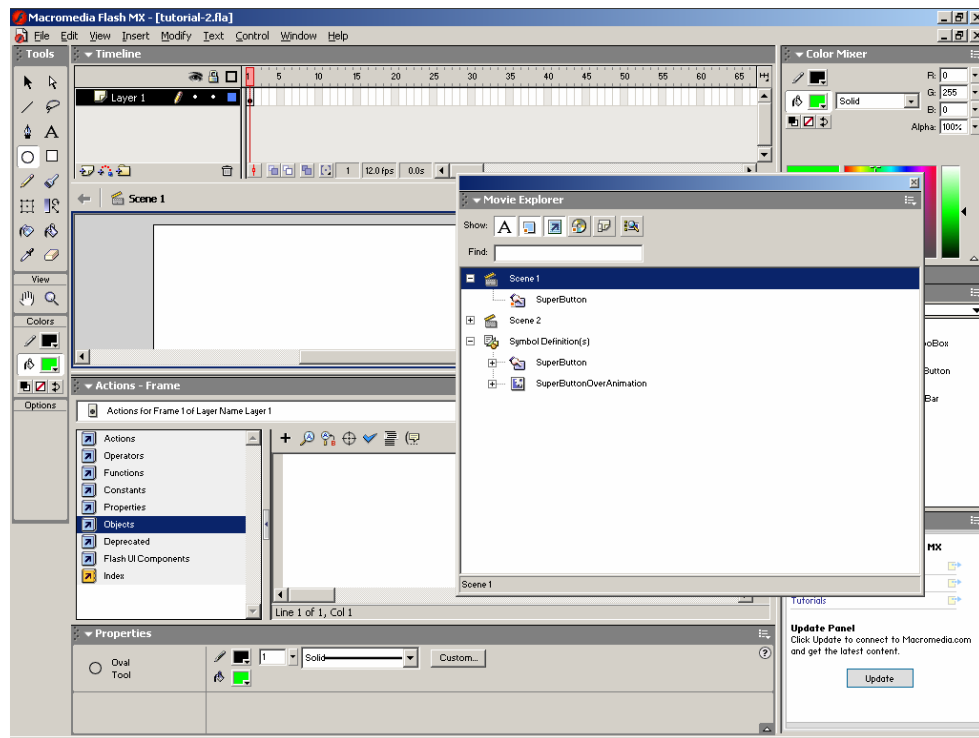 Macromedia Flash MX - [tutorial-2.fla]
File Edit View Insert Modify Text Control Window Help
Tools
Timeline
1 5 10 15 20 25 30 35 40 45 50 55 60 65
Layer 1
1 12.0 fps 0.0s
Scene 1
View
Colors
Options
Color Mixer
R: 0
Solid
G: 255
B: 0
Alpha: 100%
Movie Explorer
Show:
Find:
Scene 1
SuperButton
Scene 2
Symbol Definition(s)
SuperButton
SuperButtonOverAnimation
Scene 1
oBox
Button
Bar
Actions - Frame
Actions for Frame 1 of Layer Name Layer 1
Actions
Operators
Functions
Constants
Properties
Objects
Deprecated
Flash UI Components
Index
Line 1 of 1, Col 1
MX
Tutorials
Update Panel
Click Update to connect to Macromedia.com
and get the latest content.
Update
Properties
Oval
Tool
1
Solid
Custom...